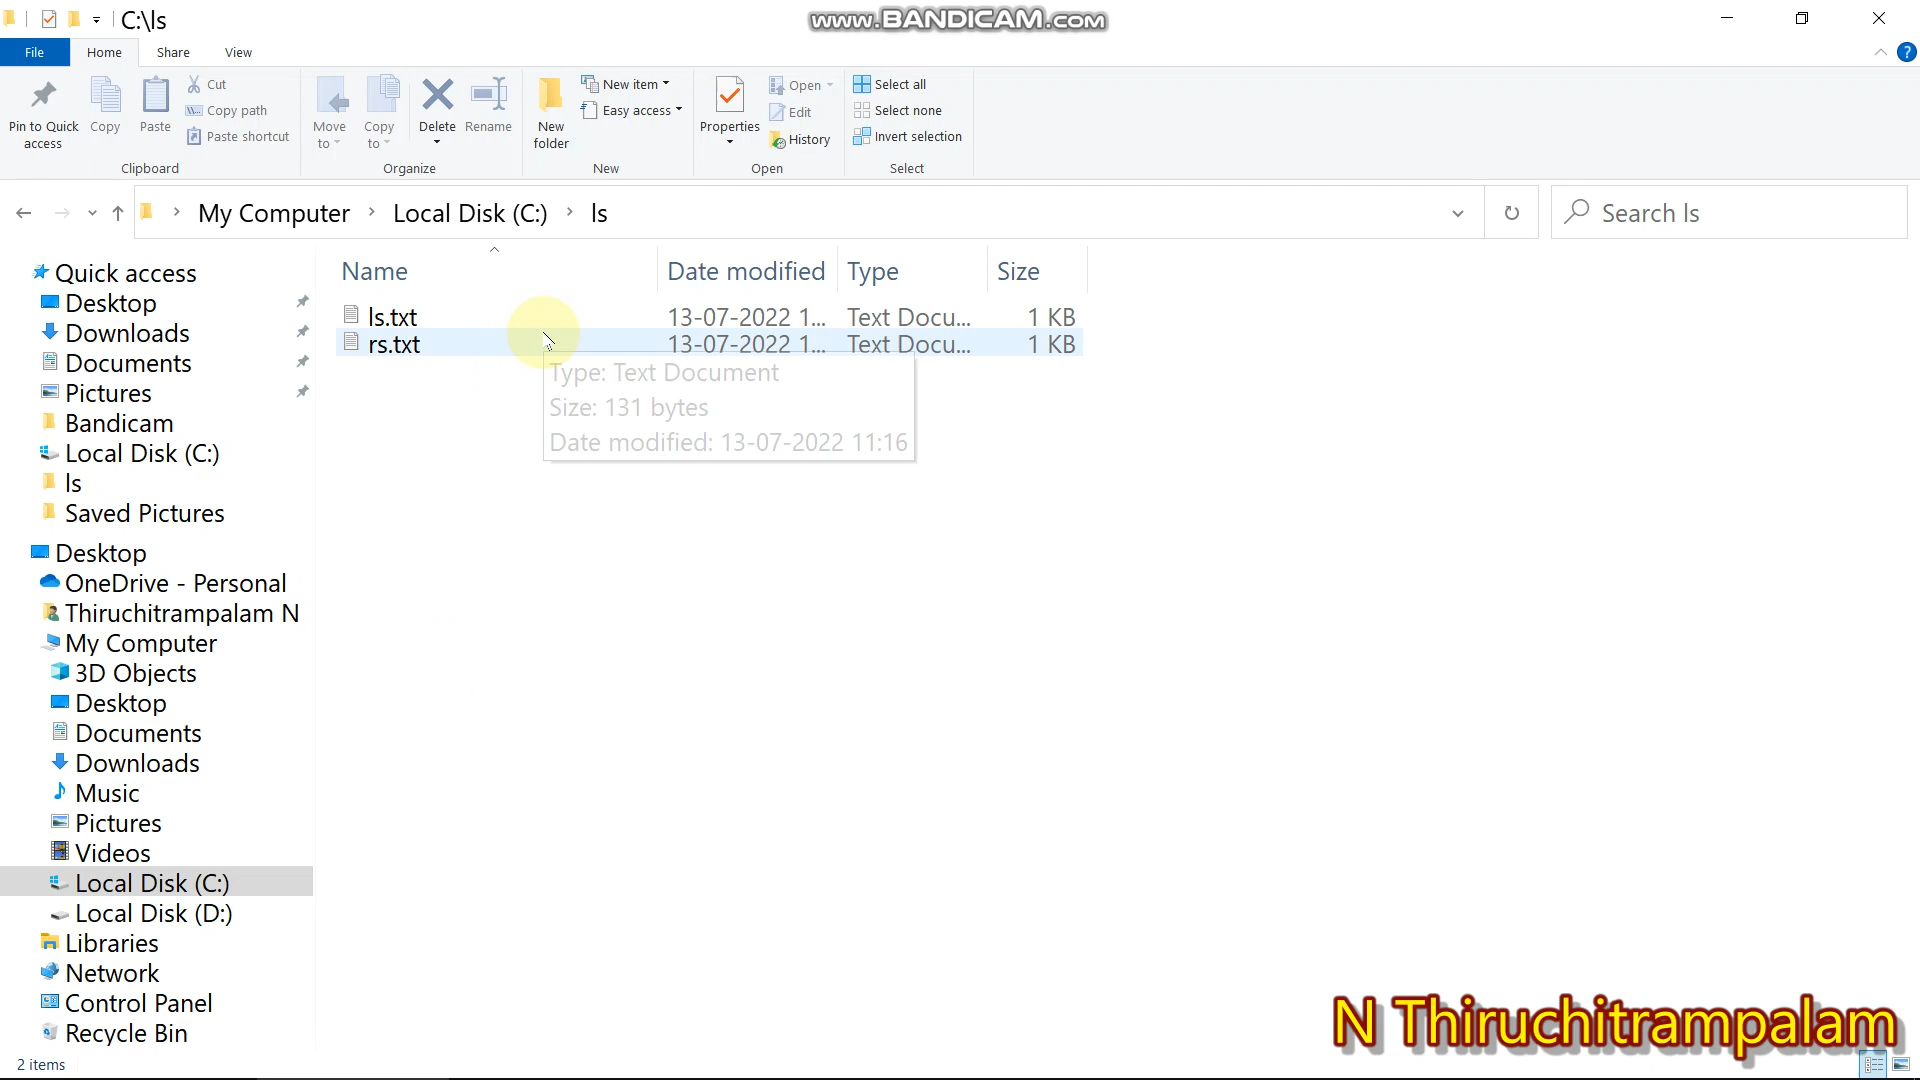 C:\ls
www.BANDICAM.com
File Home Share View
Pin to Quick access
Copy
Paste
Cut
Copy path
Paste shortcut
Clipboard
Move to
Copy to
Delete
Rename
Organize
New folder
New item
Easy access
New
Properties
Open
Edit
History
Open
Select all
Select none
Invert selection
Select
My Computer > Local Disk (C:) > ls
Search ls
Name Date modified Type Size
ls.txt 13-07-2022 1... Text Docu... 1 KB
rs.txt 13-07-2022 1... Text Docu... 1 KB
Type: Text Document
Size: 131 bytes
Date modified: 13-07-2022 11:16
Quick access
Desktop
Downloads
Documents
Pictures
Bandicam
Local Disk (C:)
ls
Saved Pictures
Desktop
OneDrive - Personal
Thiruchitrampalam N
My Computer
3D Objects
Desktop
Documents
Downloads
Music
Pictures
Videos
Local Disk (C:)
Local Disk (D:)
Libraries
Network
Control Panel
Recycle Bin
2 items
N Thiruchitrampalam